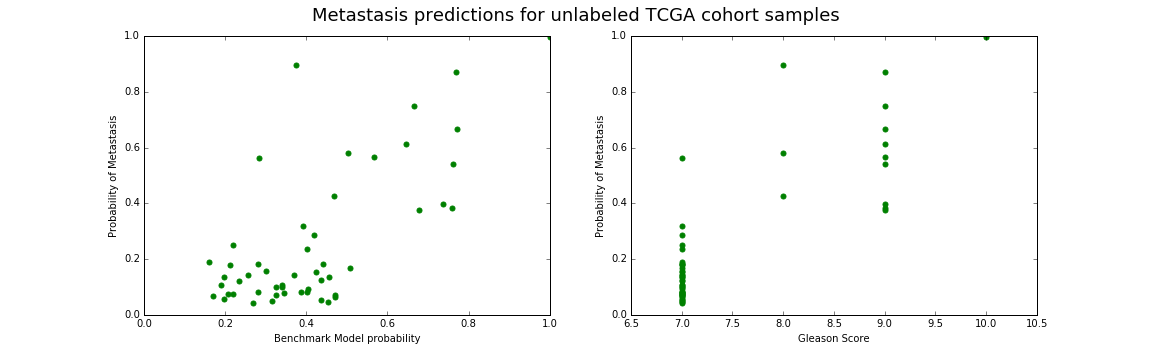 Metastasis predictions for unlabeled TCGA cohort samples
1.0
0.8
0.6
0.4
0.2
0.0
Probability of Metastasis
0.0 0.2 0.4 0.6 0.8 1.0
Benchmark Model probability
1.0
0.8
0.6
0.4
0.2
0.0
Probability of Metastasis
6.5 7.0 7.5 8.0 8.5 9.0 9.5 10.0 10.5
Gleason Score